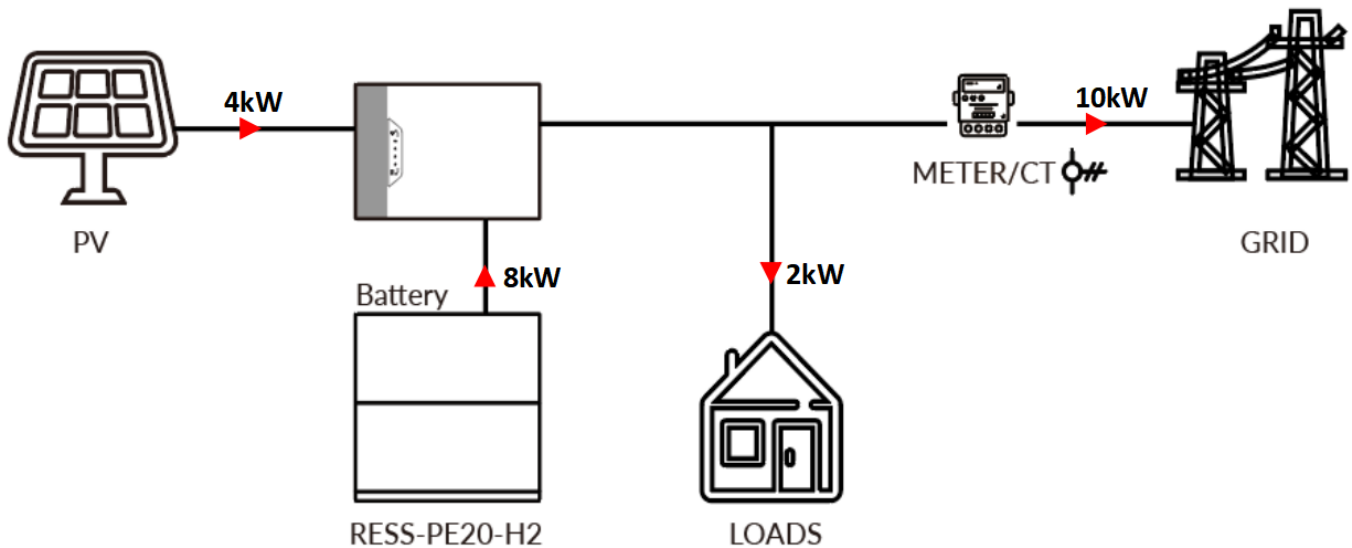 4kW
10kW
METER/CT
PV
GRID
8kW
2kW
Battery
RESS-PE20-H2
LOADS